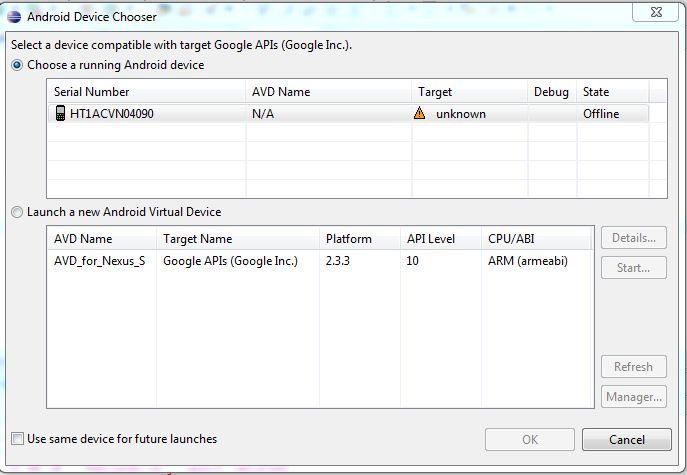 Android Device Chooser
Select a device compatible with target Google APIs (Google Inc.).
Choose a running Android device
Serial Number AVD Name Target Debug State
HT1ACVN04090 N/A unknown Offline
Launch a new Android Virtual Device
AVD Name Target Name Platform API Level CPU/ABI
AVD_for_Nexus_S Google APIs (Google Inc.) 2.3.3 10 ARM (armeabi)
Details...
Start...
Refresh
Manager...
Use same device for future launches
OK Cancel